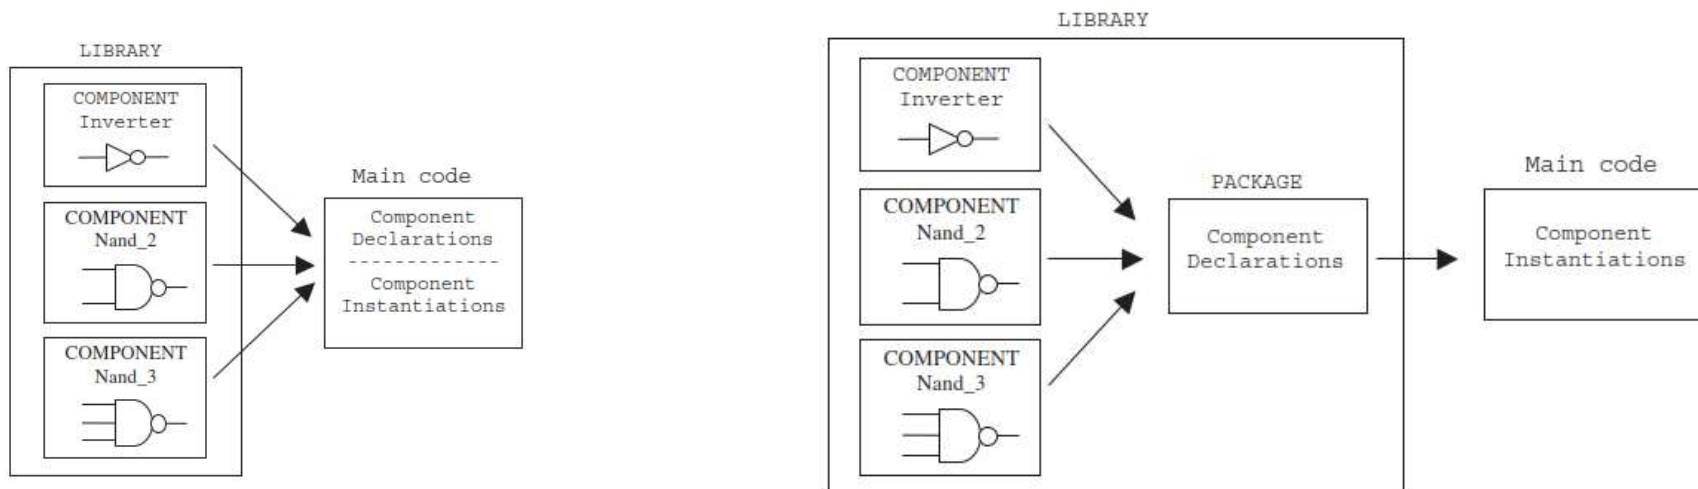 LIBRARY
COMPONENT
Inverter
COMPONENT
Nand_2
COMPONENT
Nand_3
Main code
Component
Declarations
-------------
Component
Instantiations
LIBRARY
COMPONENT
Inverter
COMPONENT
Nand_2
COMPONENT
Nand_3
PACKAGE
Component
Declarations
Main code
Component
Instantiations